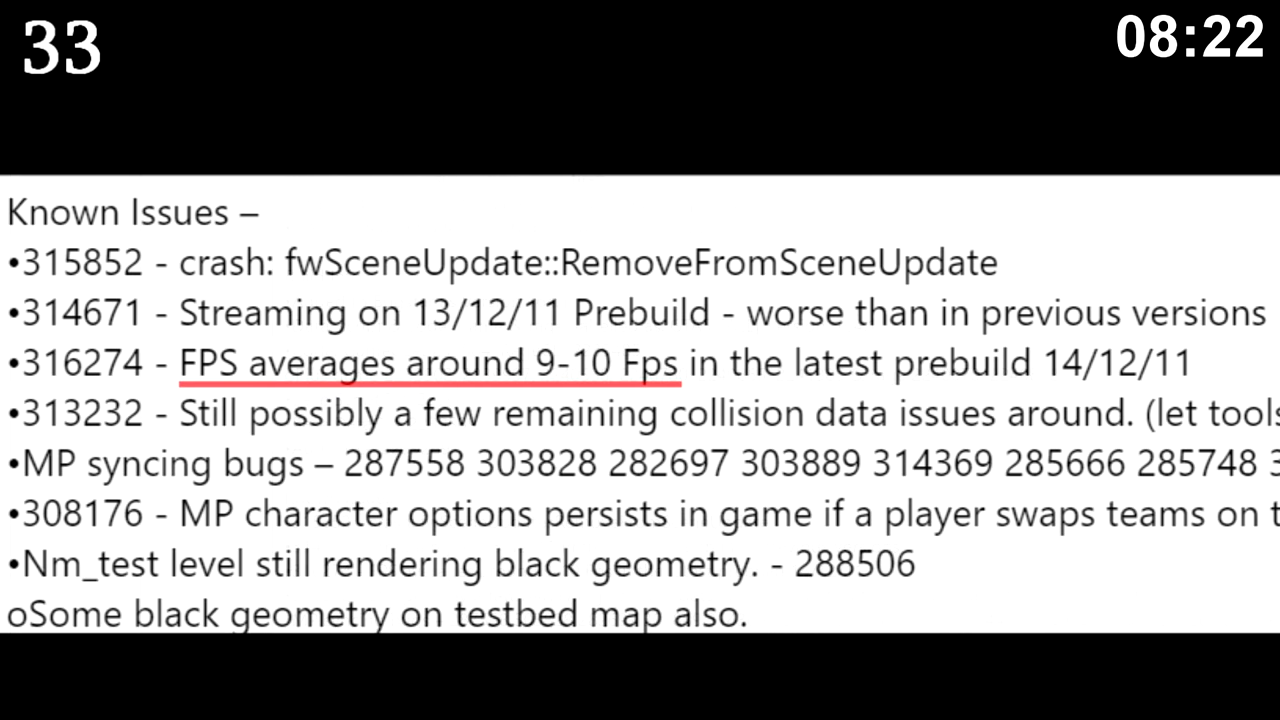 33
08:22
Known Issues –
•315852 - crash: fwSceneUpdate::RemoveFromSceneUpdate
•314671 - Streaming on 13/12/11 Prebuild - worse than in previous versions
•316274 - FPS averages around 9-10 Fps in the latest prebuild 14/12/11
•313232 - Still possibly a few remaining collision data issues around. (let tools
•MP syncing bugs – 287558 303828 282697 303889 314369 285666 285748
•308176 - MP character options persists in game if a player swaps teams on
•Nm_test level still rendering black geometry. - 288506
oSome black geometry on testbed map also.